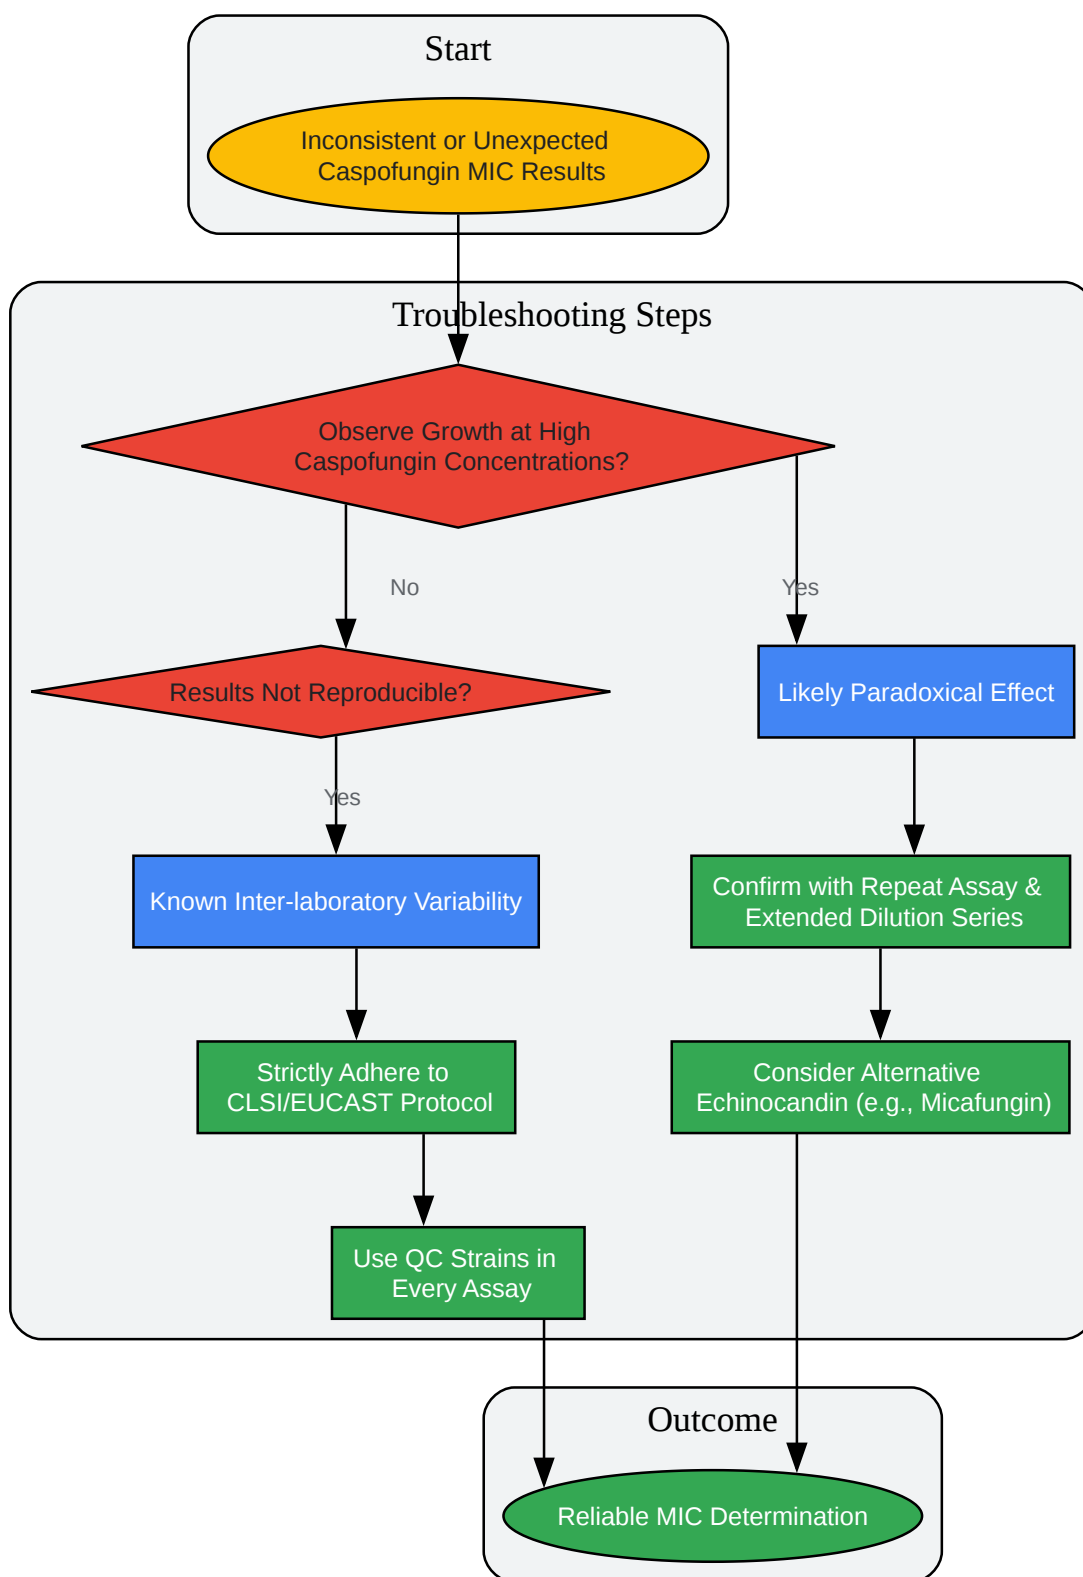 Start
Inconsistent or Unexpected
Caspofungin MIC Results
Troubleshooting Steps
Observe Growth at High
Caspofungin Concentrations?
No
Yes
Results Not Reproducible?
Likely Paradoxical Effect
Yes
Known Inter-laboratory Variability
Confirm with Repeat Assay &
Extended Dilution Series
Strictly Adhere to
CLSI/EUCAST Protocol
Consider Alternative
Echinocandin (e.g., Micafungin)
Use QC Strains in
Every Assay
Outcome
Reliable MIC Determination